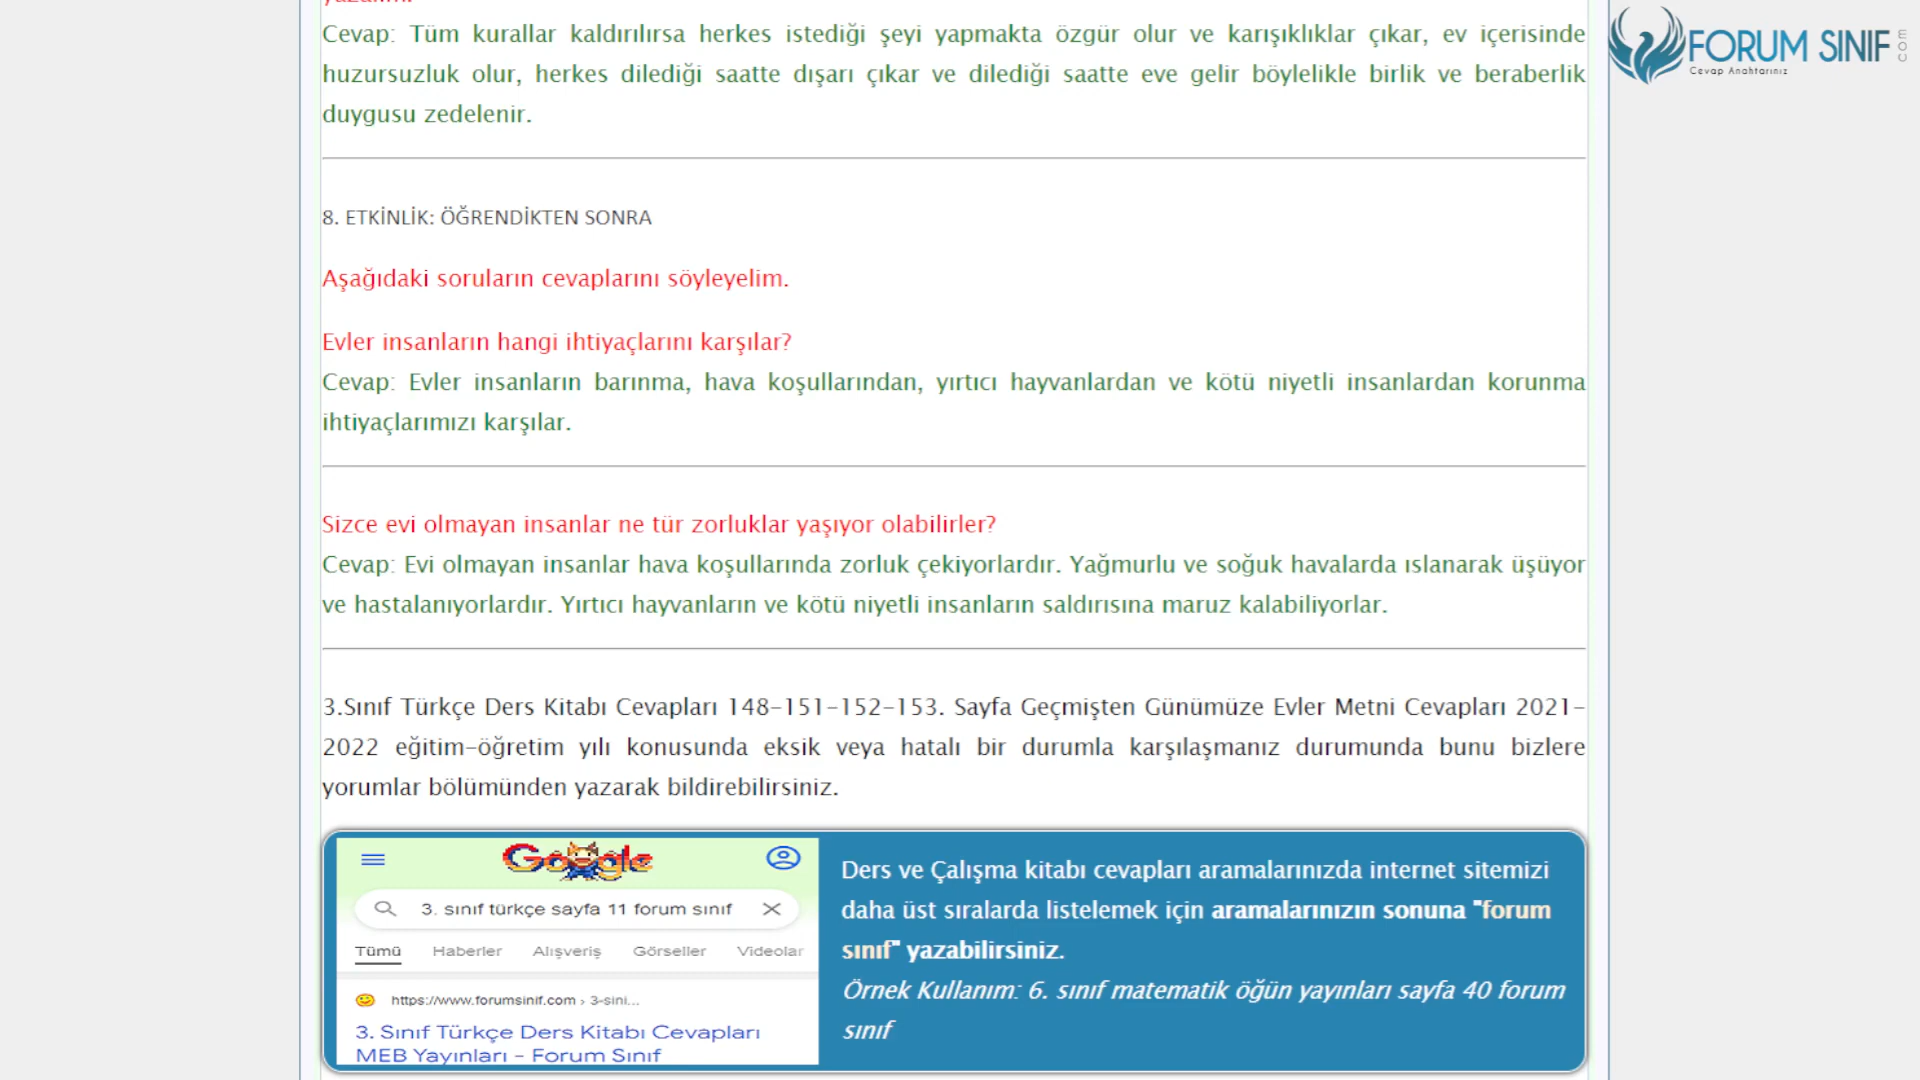 yazalım.
Cevap: Tüm kurallar kaldırılırsa herkes istediği şeyi yapmakta özgür olur ve karışıklıklar çıkar, ev içerisinde
huzursuzluk olur, herkes dilediği saatte dışarı çıkar ve dilediği saatte eve gelir böylelikle birlik ve beraberlik
duygusu zedelenir.
FORUM SINIF
com
Cevap Anahtarınız
8. ETKİNLİK: ÖĞRENDİKTEN SONRA
Aşağıdaki soruların cevaplarını söyleyelim.
Evler insanların hangi ihtiyaçlarını karşılar?
Cevap: Evler insanların barınma, hava koşullarından, yırtıcı hayvanlardan ve kötü niyetli insanlardan korunma
ihtiyaçlarımızı karşılar.
Sizce evi olmayan insanlar ne tür zorluklar yaşıyor olabilirler?
Cevap: Evi olmayan insanlar hava koşullarında zorluk çekiyorlardır. Yağmurlu ve soğuk havalarda ıslanarak üşüyor
ve hastalanıyorlardır. Yırtıcı hayvanların ve kötü niyetli insanların saldırısına maruz kalabiliyorlar.
3.Sınıf Türkçe Ders Kitabı Cevapları 148-151-152-153. Sayfa Geçmişten Günümüze Evler Metni Cevapları 2021-
2022 eğitim-öğretim yılı konusunda eksik veya hatalı bir durumla karşılaşmanız durumunda bunu bizlere
yorumlar bölümünden yazarak bildirebilirsiniz.
Google
3. sınıf türkçe sayfa 11 forum sınıf
Tümü Haberler Alışveriş Görseller Videolar
https://www.forumsinif.com › 3-sini...
3. Sınıf Türkçe Ders Kitabı Cevapları
MEB Yayınları - Forum Sınıf
Ders ve Çalışma kitabı cevapları aramalarınızda internet sitemizi
daha üst sıralarda listelemek için aramalarınızın sonuna "forum
sınıf" yazabilirsiniz.
Örnek Kullanım: 6. sınıf matematik öğün yayınları sayfa 40 forum
sınıf